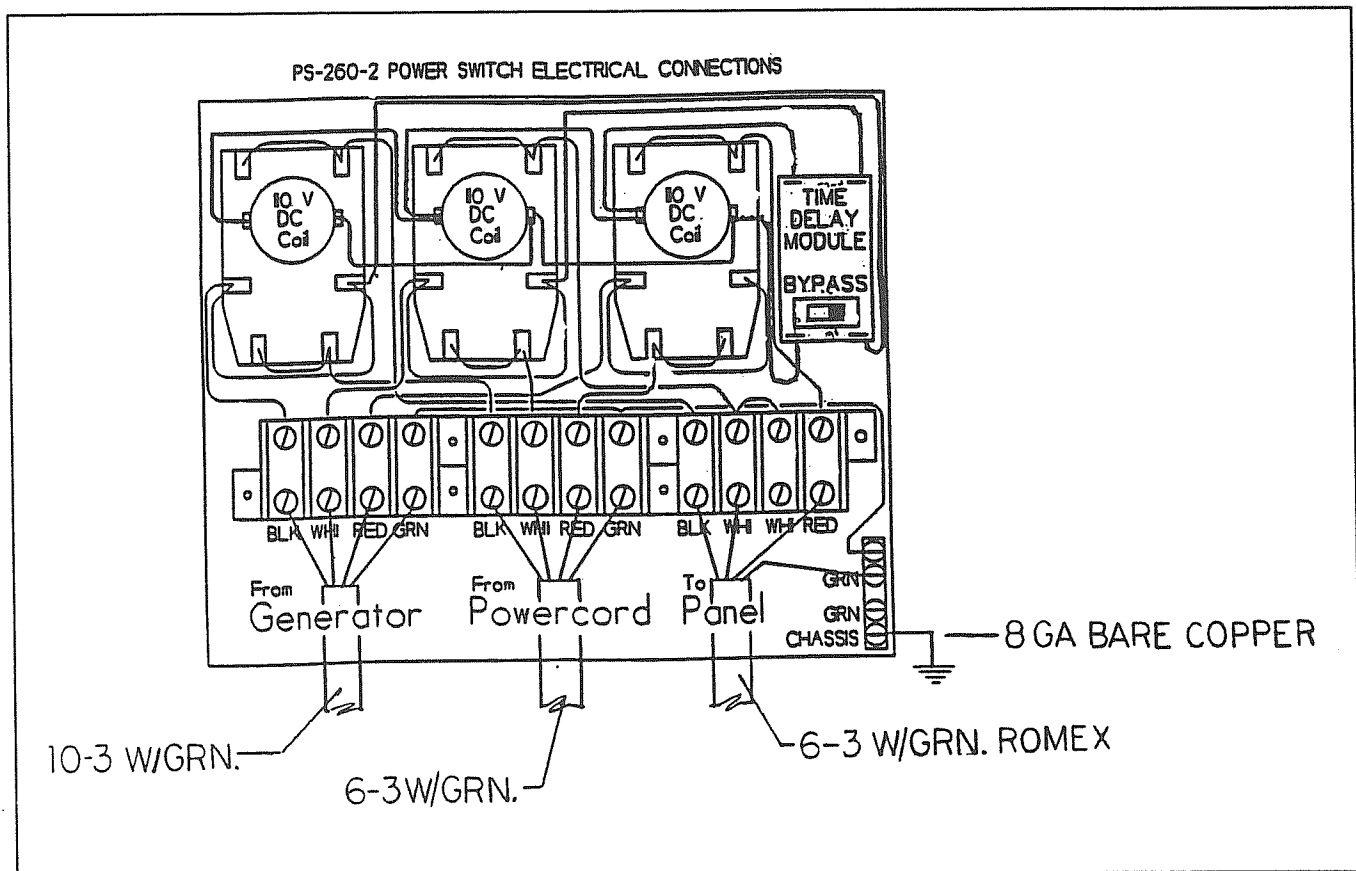 PS-260-2 POWER SWITCH ELECTRICAL CONNECTIONS
110 V
DC
Coil
110 V
DC
Coil
110 V
DC
Coil
TIME
DELAY
MODULE
BYPASS
BLK WHI RED GRN
BLK WHI RED GRN
BLK WHI WHI RED
From
Generator
From
Powercord
To
Panel
GRN
GRN
CHASSIS
8 GA BARE COPPER
10-3 W/GRN.
6-3 W/GRN.
6-3 W/GRN. ROMEX